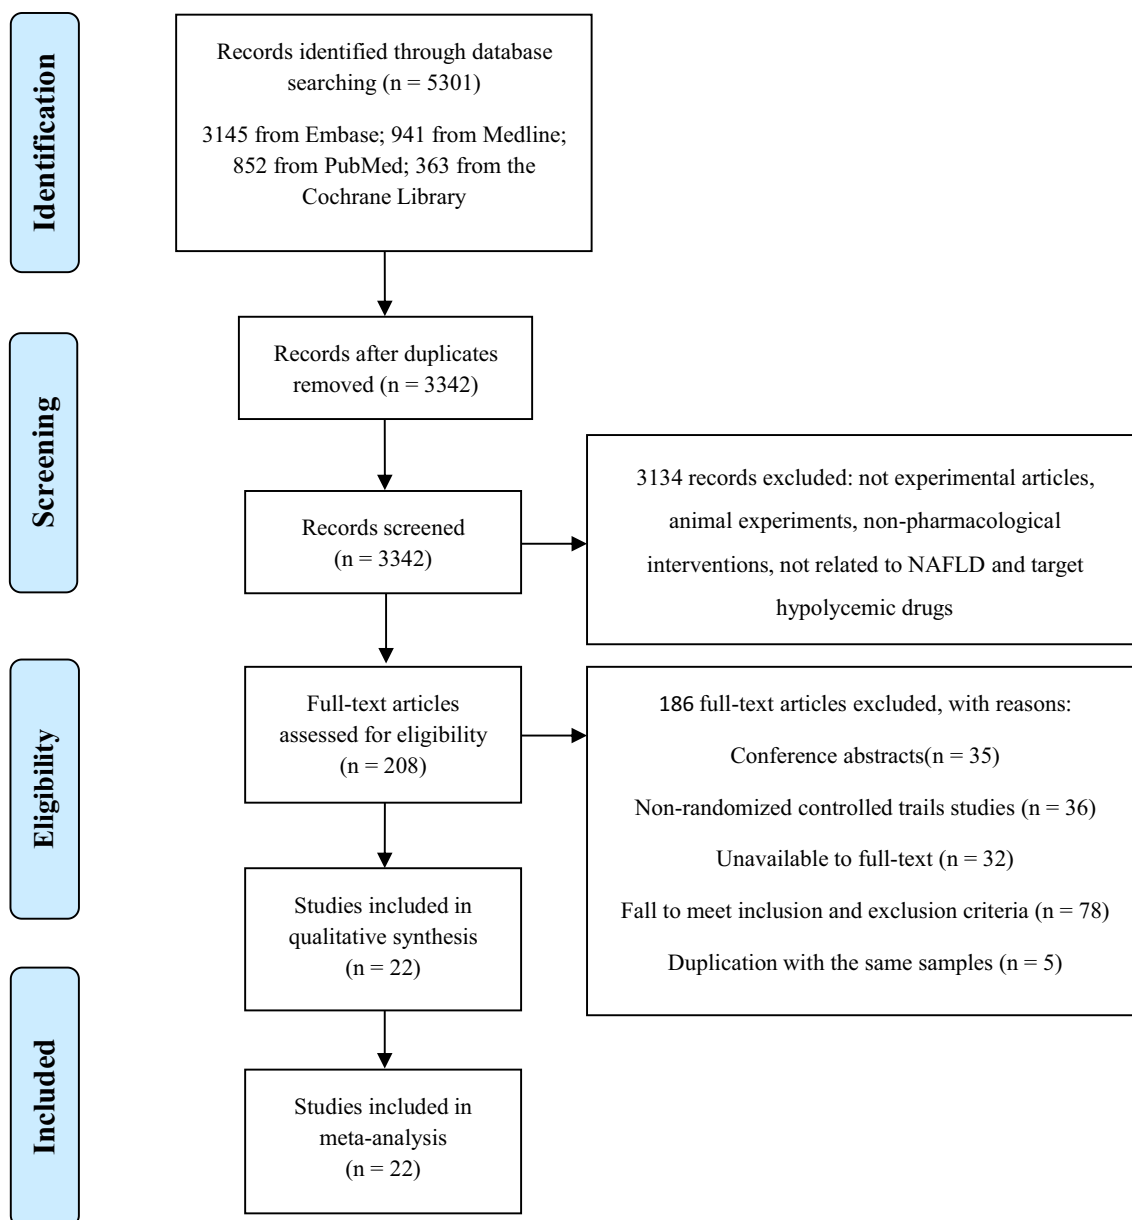 Identification
Records identified through database
searching (n = 5301)
3145 from Embase; 941 from Medline;
852 from PubMed; 363 from the
Cochrane Library
Screening
Records after duplicates
removed (n = 3342)
Records screened
(n = 3342)
3134 records excluded: not experimental articles,
animal experiments, non-pharmacological
interventions, not related to NAFLD and target
hypolycemic drugs
Eligibility
Full-text articles
assessed for eligibility
(n = 208)
186 full-text articles excluded, with reasons:
Conference abstracts(n = 35)
Non-randomized controlled trails studies (n = 36)
Unavailable to full-text (n = 32)
Fall to meet inclusion and exclusion criteria (n = 78)
Duplication with the same samples (n = 5)
Studies included in
qualitative synthesis
(n = 22)
Included
Studies included in
meta-analysis
(n = 22)